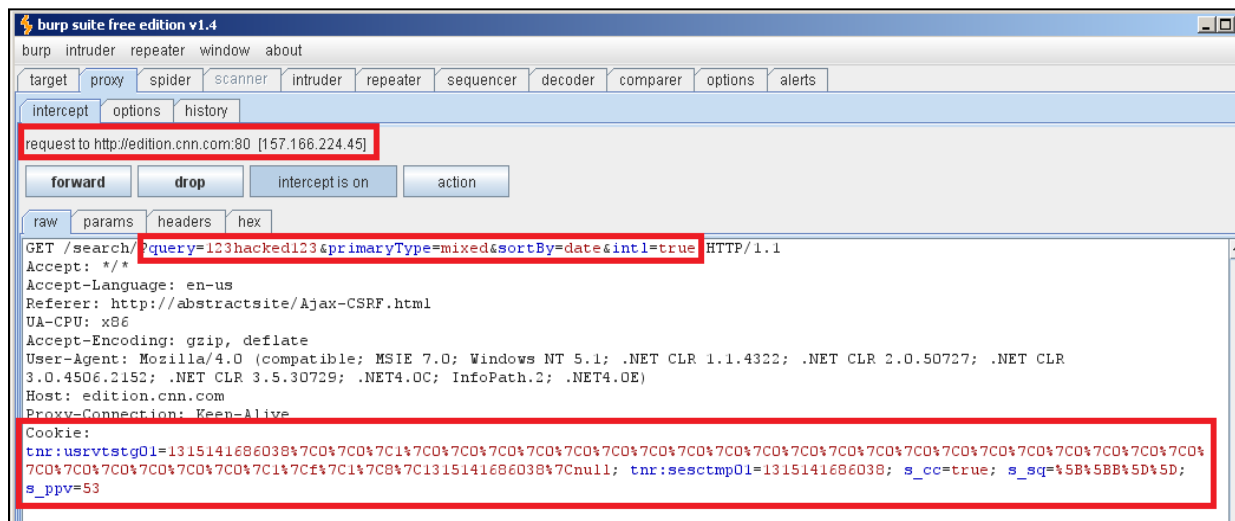 burp suite free edition v1.4
burp intruder repeater window about
target proxy spider scanner intruder repeater sequencer decoder comparer options alerts
intercept options history
request to http://edition.cnn.com:80 [157.166.224.45]
forward drop intercept is on action
raw params headers hex
GET /search/?query=123hacked123&primaryType=mixed&sortBy=date&intl=true HTTP/1.1
Accept: */*
Accept-Language: en-us
Referer: http://abstractsite/Ajax-CSRF.html
UA-CPU: x86
Accept-Encoding: gzip, deflate
User-Agent: Mozilla/4.0 (compatible; MSIE 7.0; Windows NT 5.1; .NET CLR 1.1.4322; .NET CLR 2.0.50727; .NET CLR
3.0.4506.2152; .NET CLR 3.5.30729; .NET4.0C; InfoPath.2; .NET4.0E)
Host: edition.cnn.com
Proxy-Connection: Keep-Alive
Cookie:
tnr:usrvtstg01=1315141686038%7C0%7C0%7C1%7C0%7C0%7C0%7C0%7C0%7C0%7C0%7C0%7C0%7C0%7C0%7C0%7C0%7C0%7C0%7C0%7C0%7C0%7C0%
7C0%7C0%7C0%7C0%7C0%7C0%7C1%7Cf%7C1%7C8%7C1315141686038%7Cnull; tnr:sesctmp01=1315141686038; s_cc=true; s_sq=%5B%5BB%5D%5D;
s_ppv=53